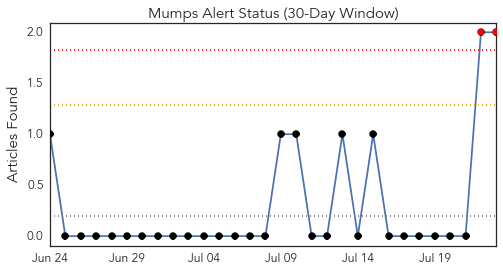 Mumps Alert Status (30-Day Window)
Articles Found
2.0
1.5
1.0
0.5
0.0
Jun 24 Jun 29 Jul 04 Jul 09 Jul 14 Jul 19